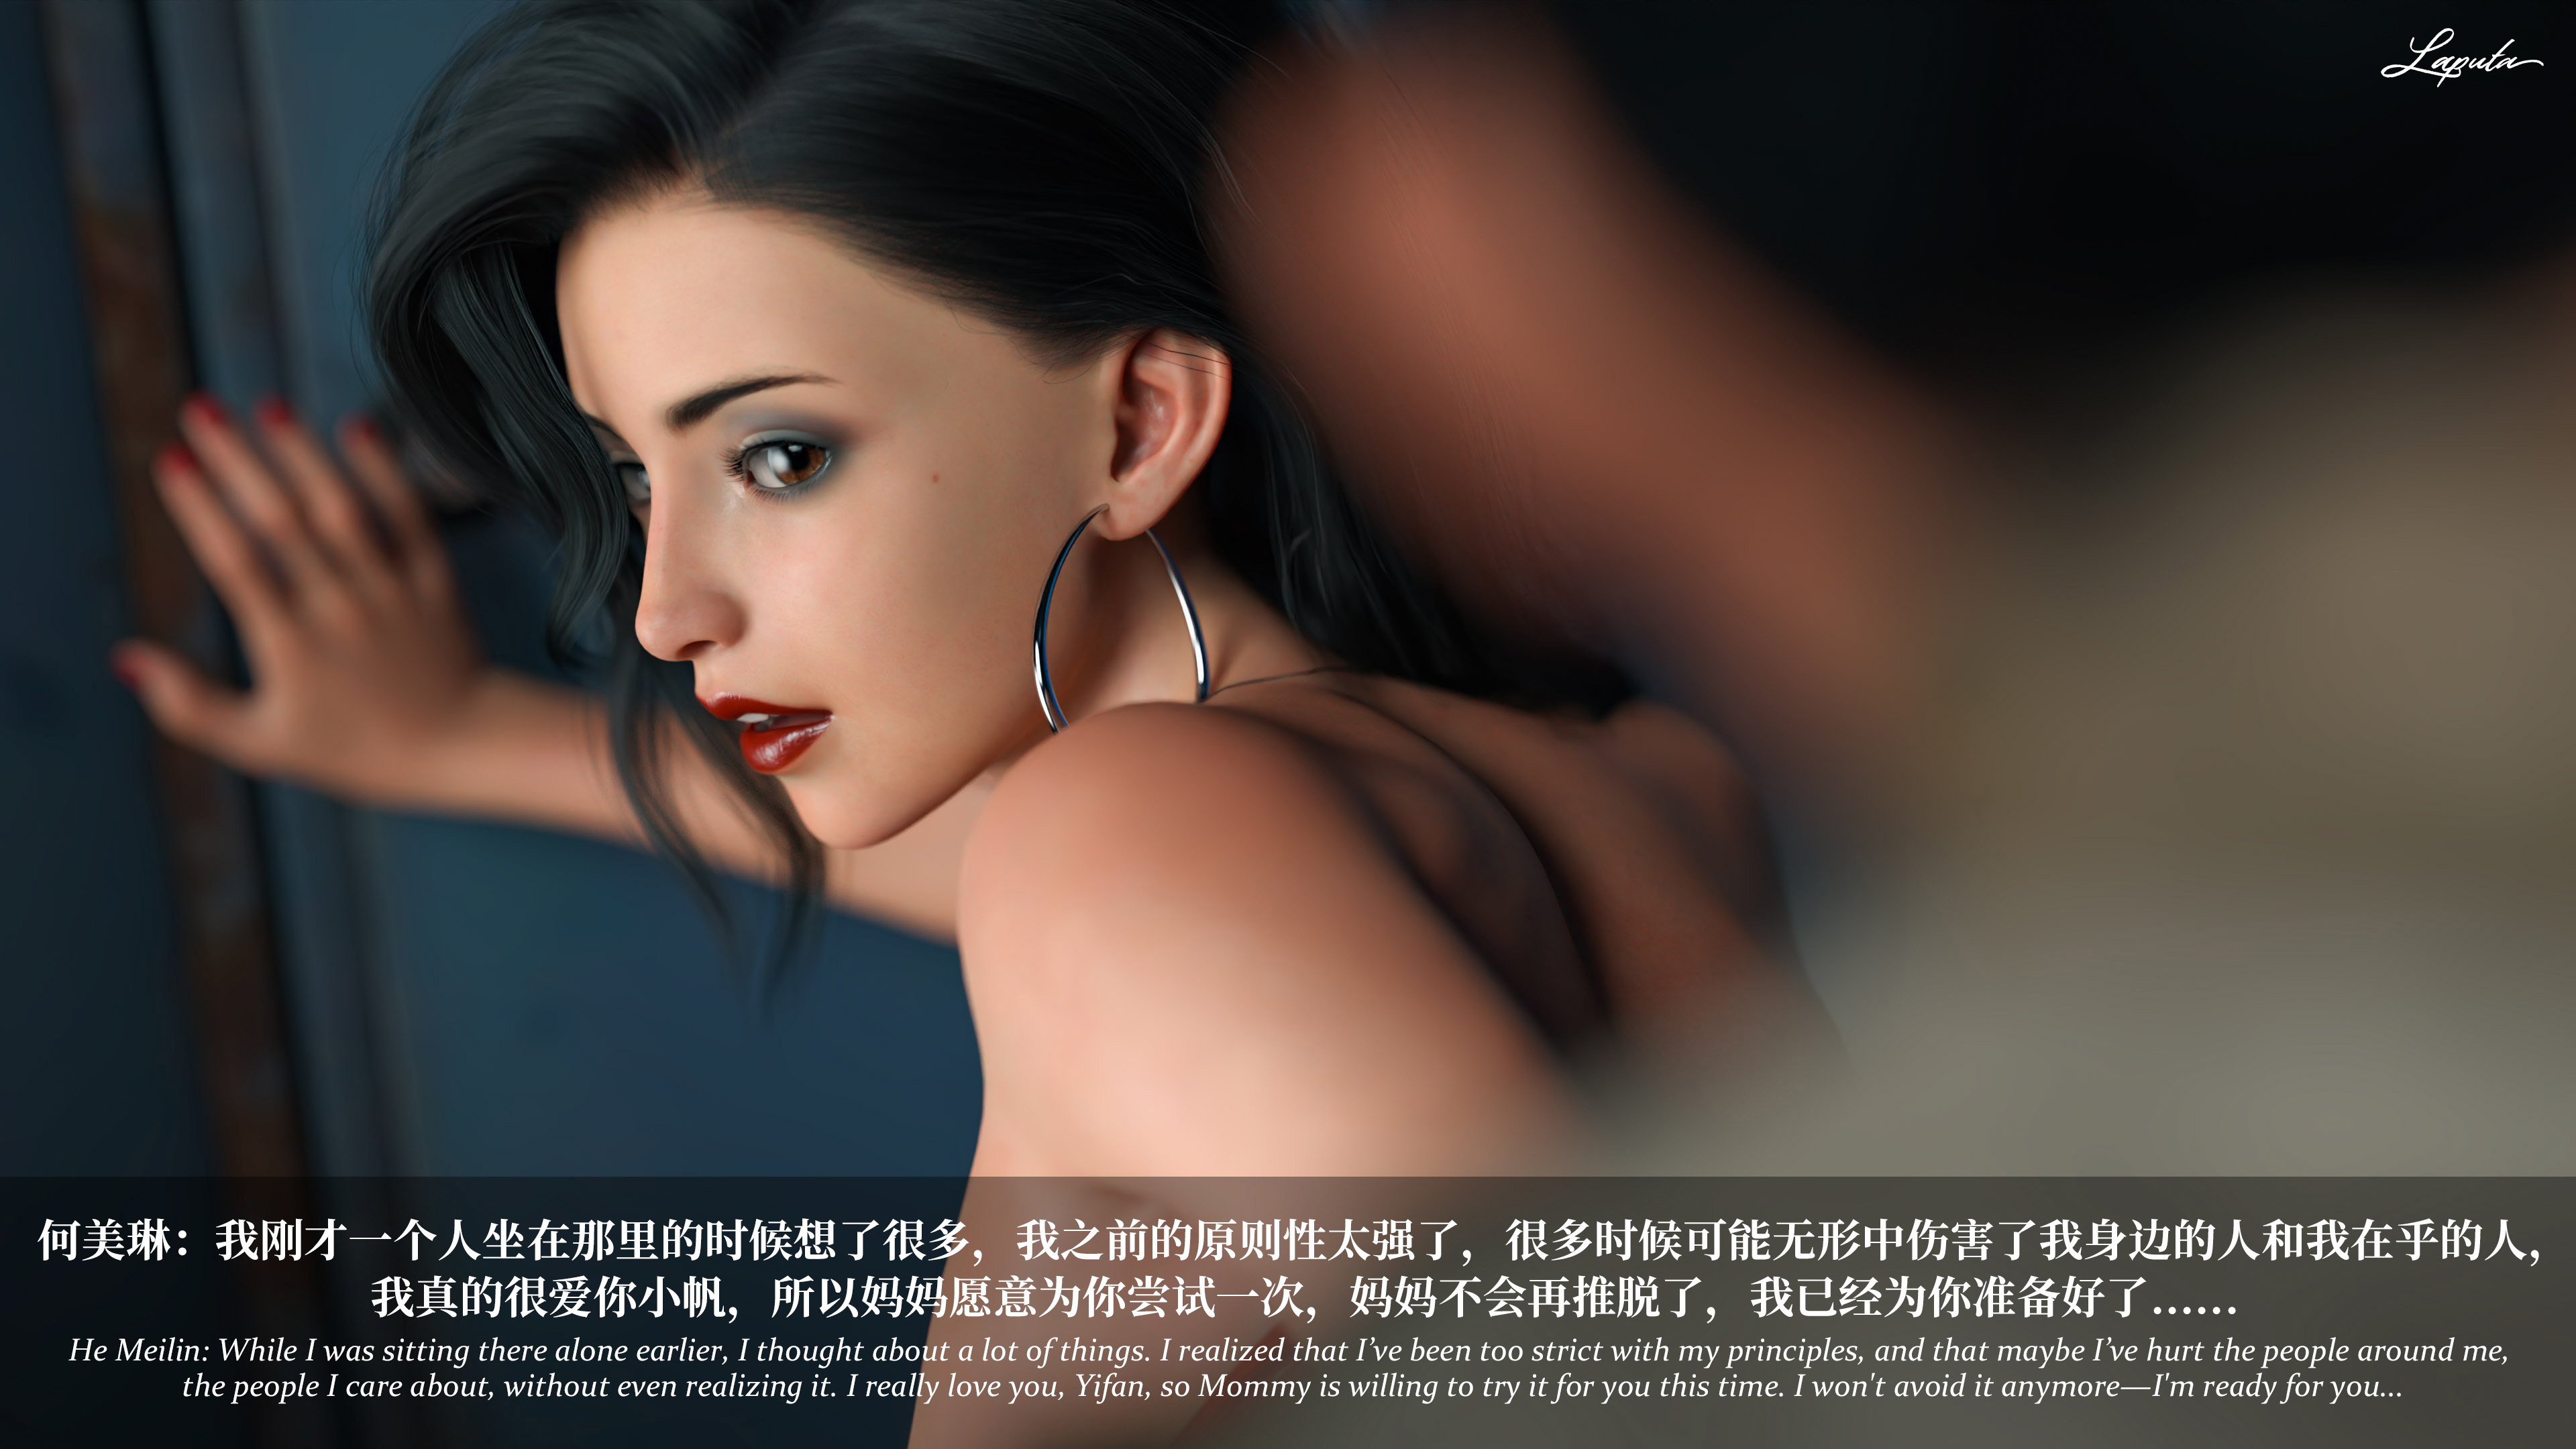 Laputa
何美琳：我刚才一个人坐在那里的时候想了很多，我之前的原则性太强了，很多时候可能无形中伤害了我身边的人和我在乎的人，
我真的很爱你小帆，所以妈妈愿意为你尝试一次，妈妈不会再推脱了，我已经为你准备好了……
He Meilin: While I was sitting there alone earlier, I thought about a lot of things. I realized that I’ve been too strict with my principles, and that maybe I’ve hurt the people around me,
the people I care about, without even realizing it. I really love you, Yifan, so Mommy is willing to try it for you this time. I won't avoid it anymore—I'm ready for you...